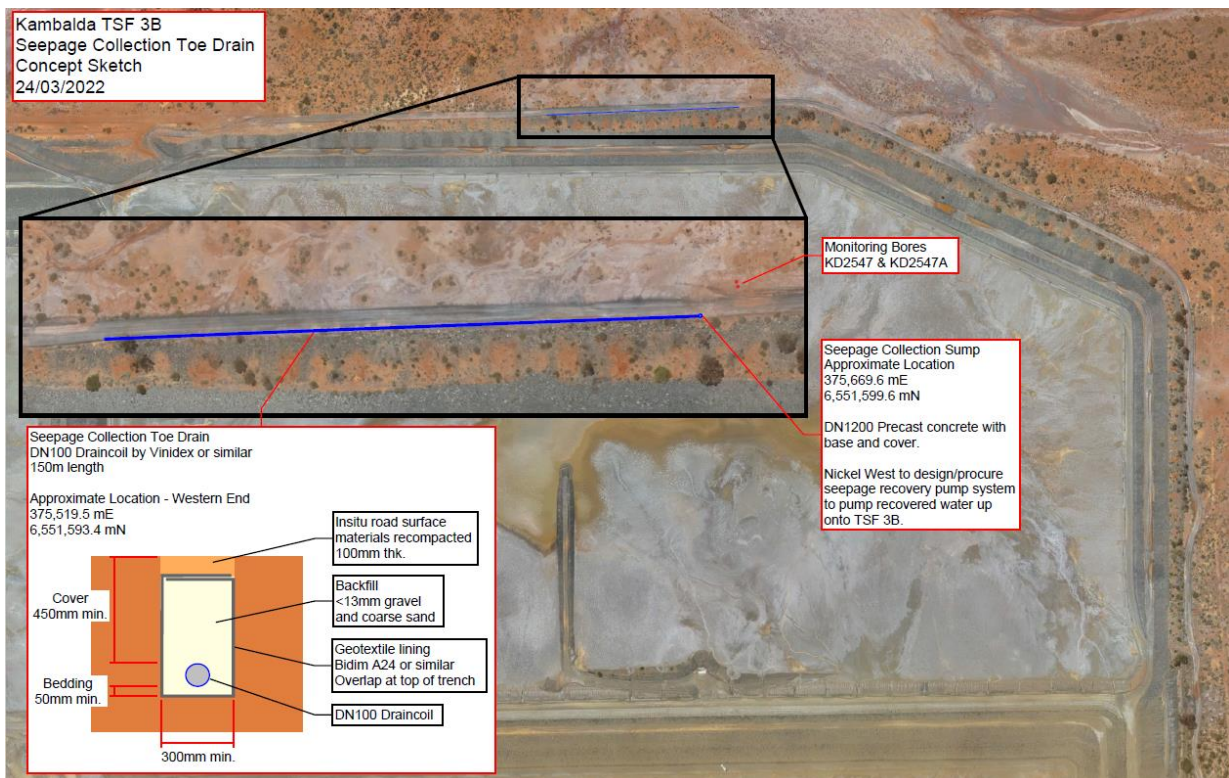 Kambalda TSF 3B
Seepage Collection Toe Drain
Concept Sketch
24/03/2022
Monitoring Bores
KD2547 & KD2547A
Seepage Collection Sump
Approximate Location
375,669.6 mE
6,551,599.6 mN
DN1200 Precast concrete with
base and cover.
Nickel West to design/procure
seepage recovery pump system
to pump recovered water up
onto TSF 3B.
Seepage Collection Toe Drain
DN100 Draincoil by Vinidex or similar
150m length
Approximate Location - Western End
375,519.5 mE
6,551,593.4 mN
Insitu road surface
materials recompacted
100mm thk.
Cover
450mm min.
Backfill
<13mm gravel
and coarse sand
Geotextile lining
Bidim A24 or similar
Overlap at top of trench
Bedding
50mm min.
DN100 Draincoil
300mm min.